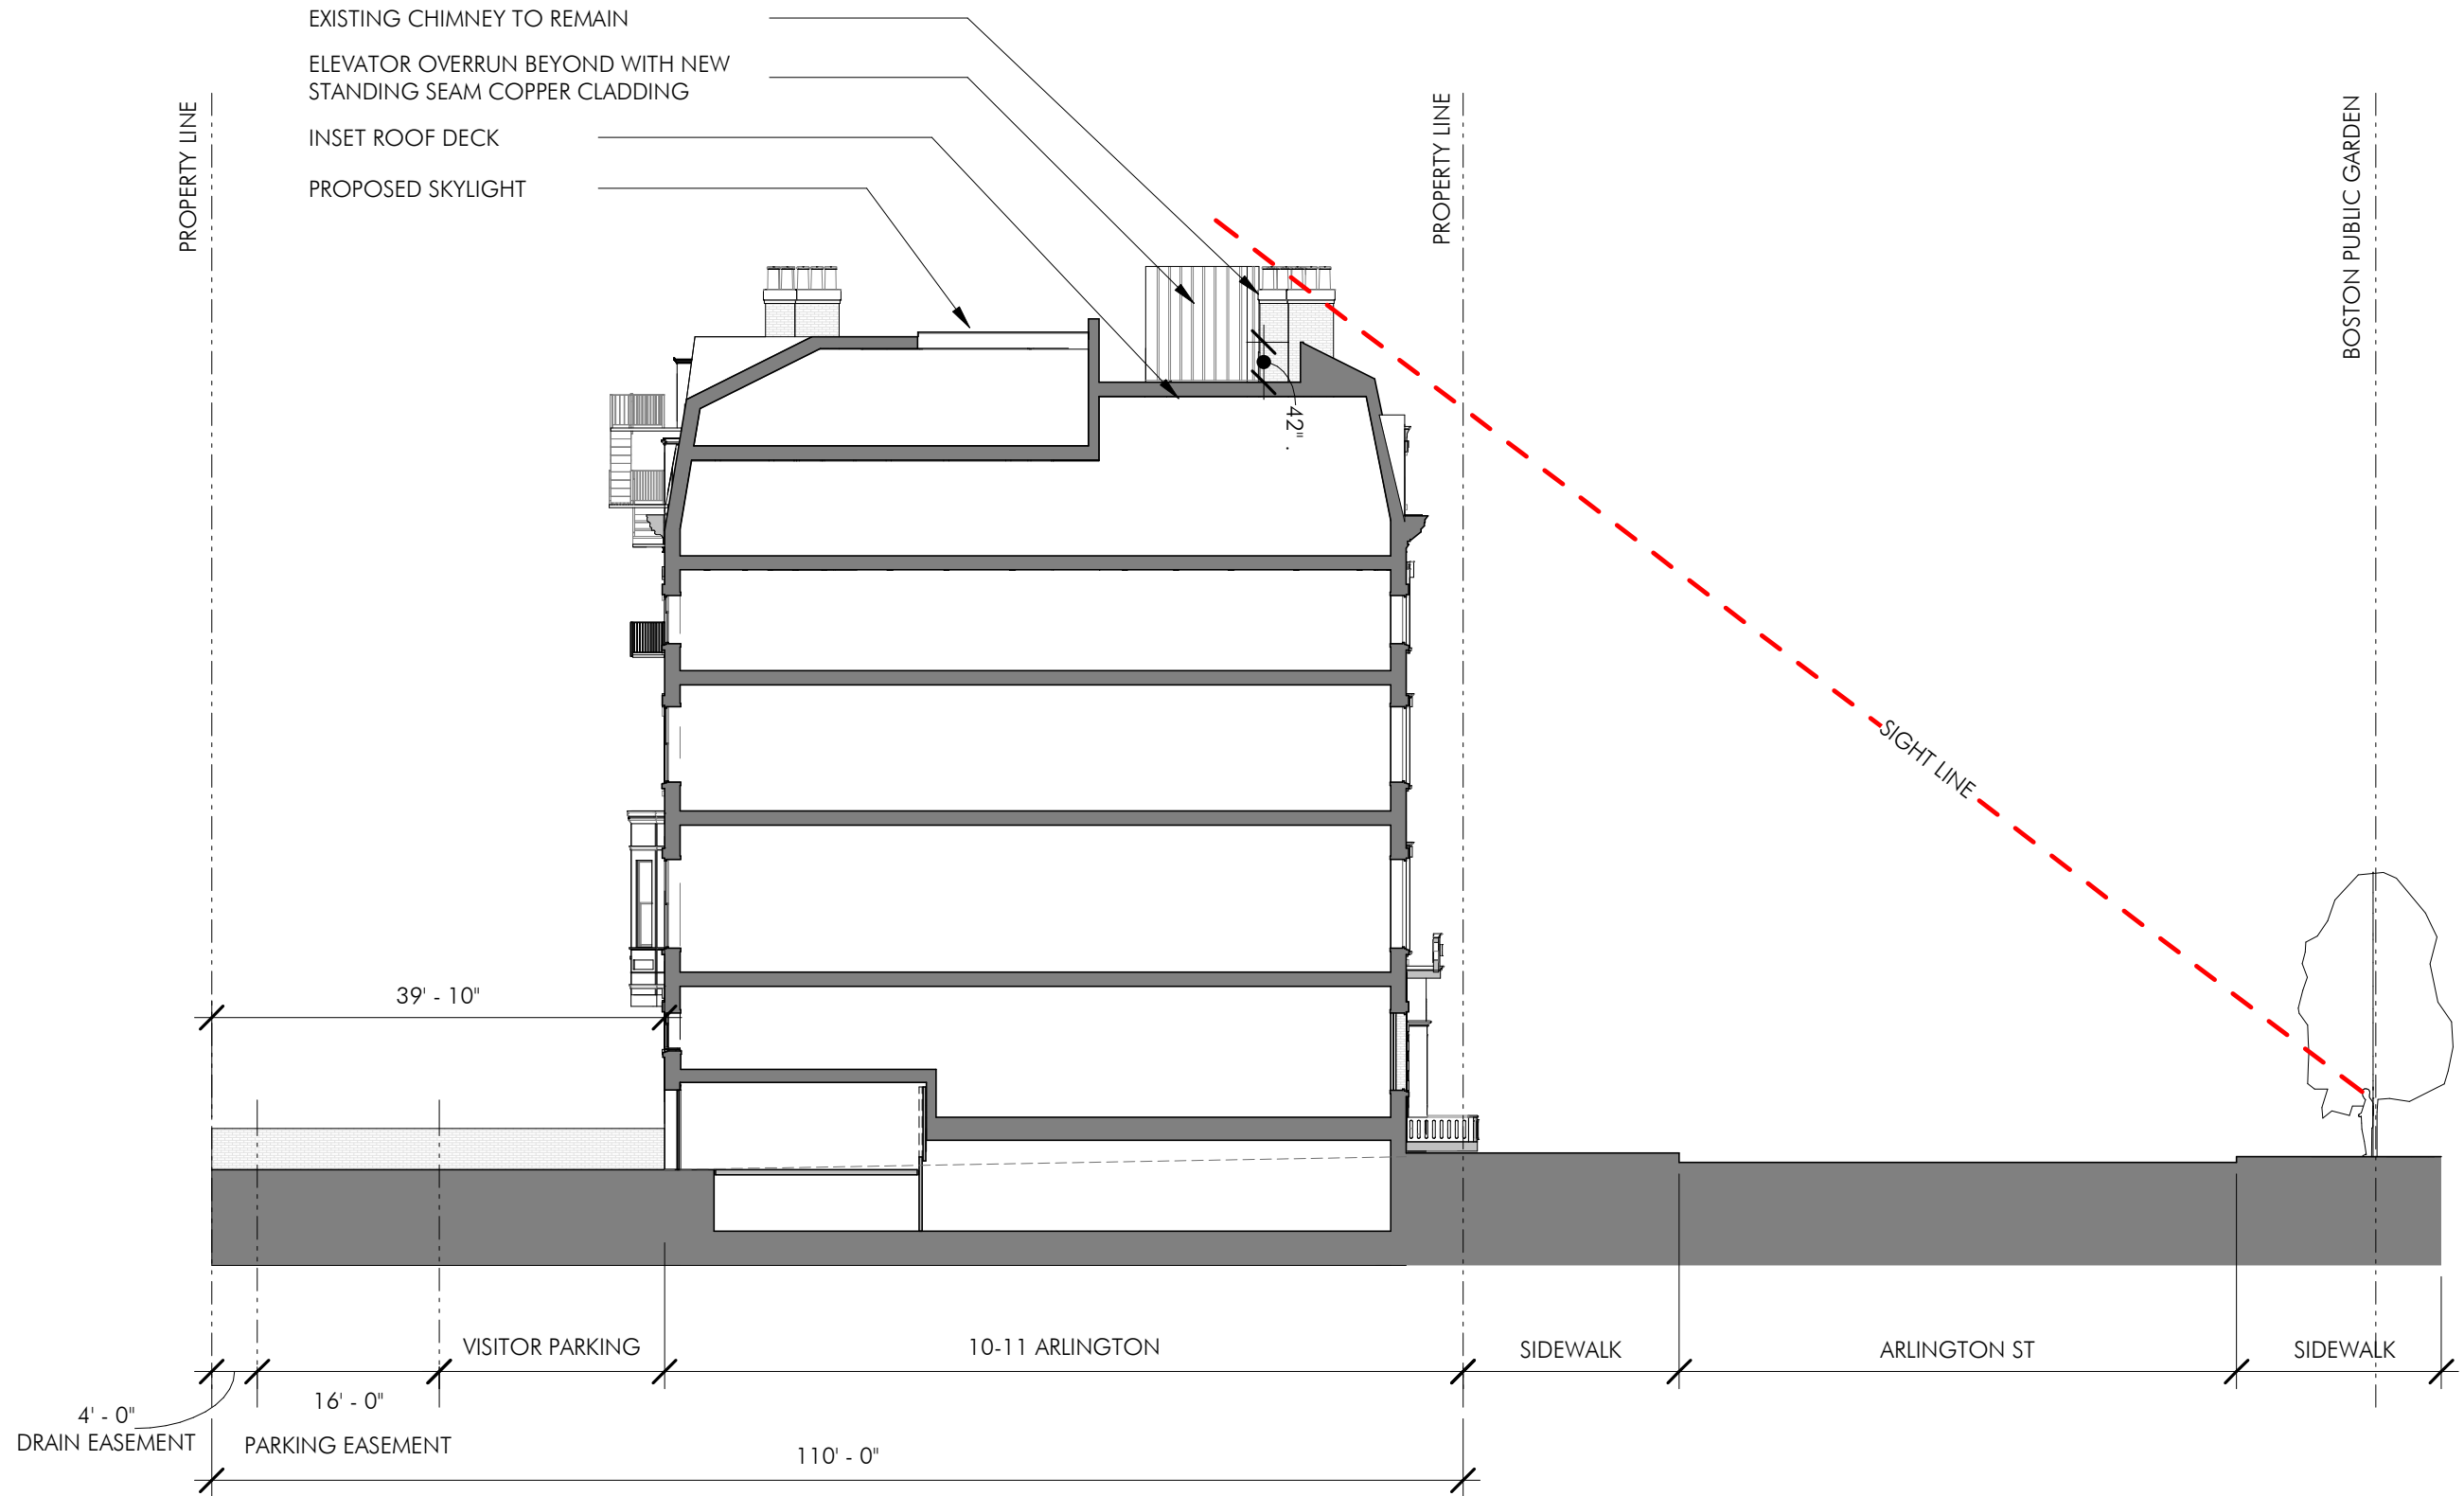 EXISTING CHIMNEY TO REMAIN
ELEVATOR OVERRUN BEYOND WITH NEW
STANDING SEAM COPPER CLADDING
INSET ROOF DECK
PROPOSED SKYLIGHT
PROPERTY LINE
PROPERTY LINE
BOSTON PUBLIC GARDEN
42" .
SIGHT LINE
39' - 10"
VISITOR PARKING
10-11 ARLINGTON
SIDEWALK
ARLINGTON ST
SIDEWALK
4' - 0"
DRAIN EASEMENT
16' - 0"
PARKING EASEMENT
110' - 0"